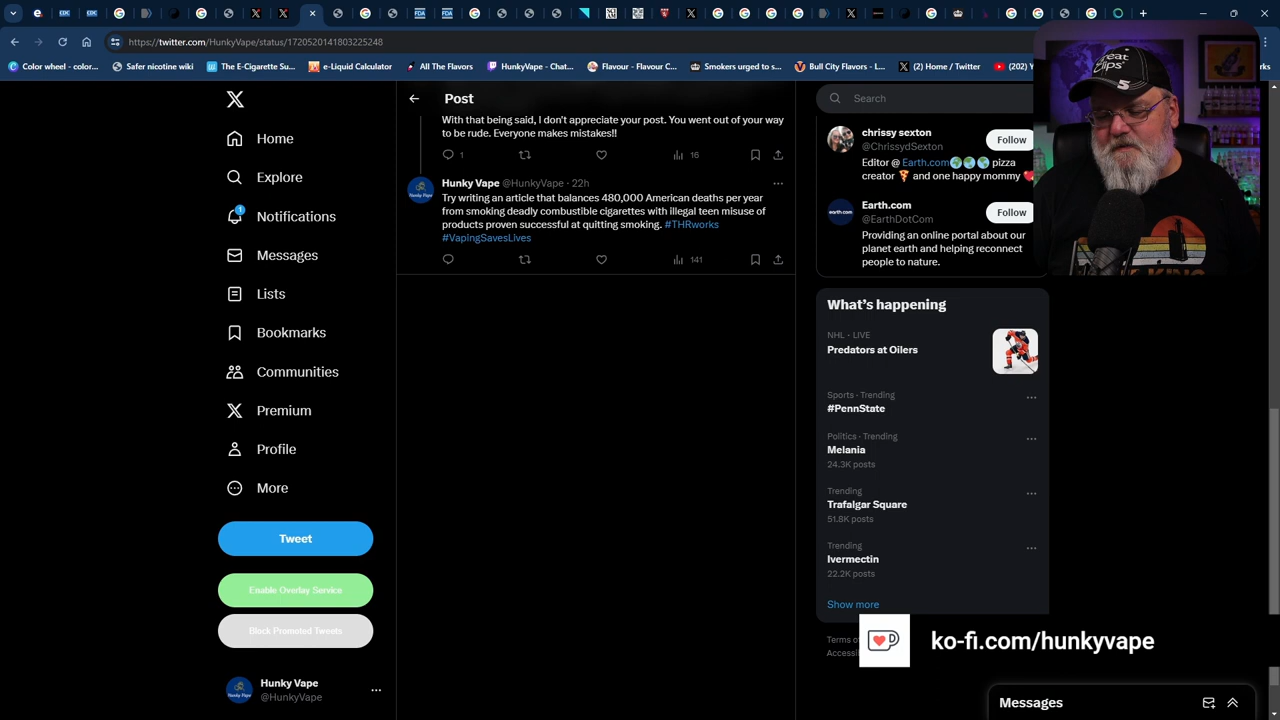 https://twitter.com/HunkyVape/status/1720520141803225248
Color wheel - color...
Safer nicotine wiki
The E-Cigarette Su...
e-Liquid Calculator
All The Flavors
HunkyVape - Chat...
Flavour - Flavour C...
Smokers urged to s...
Bull City Flavors - L...
(2) Home / Twitter
Home
Explore
1
Notifications
Messages
Lists
Bookmarks
Communities
Premium
Profile
More
Tweet
Enable Overlay Service
Block Promoted Tweets
Hunky Vape
@HunkyVape
Post
With that being said, I don't appreciate your post. You went out of your way
to be rude. Everyone makes mistakes!!
1
16
Hunky Vape @HunkyVape · 22h
Try writing an article that balances 480,000 American deaths per year
from smoking deadly combustible cigarettes with illegal teen misuse of
products proven successful at quitting smoking. #THRworks
#VapingSavesLives
141
Search
chrissy sexton
@ChrissydSexton
Follow
Editor @ Earth.com pizza
creator and one happy mommy
Earth.com
@EarthDotCom
Follow
Providing an online portal about our
planet earth and helping reconnect
people to nature.
What's happening
NHL · LIVE
Predators at Oilers
Sports · Trending
#PennState
Politics · Trending
Melania
24.3K posts
Trending
Trafalgar Square
51.8K posts
Trending
Ivermectin
22.2K posts
Show more
Terms of
ko-fi.com/hunkyvape
Messages